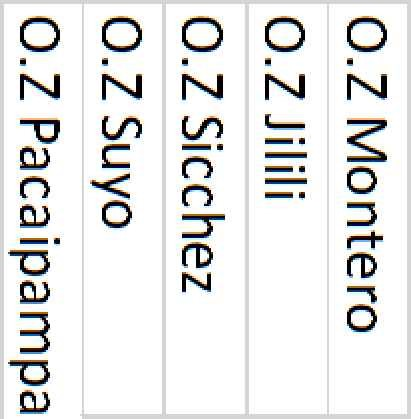 O.Z Pacaipampa
O.Z Suyo
O.Z Sicchez
O.Z Jilili
O.Z Montero